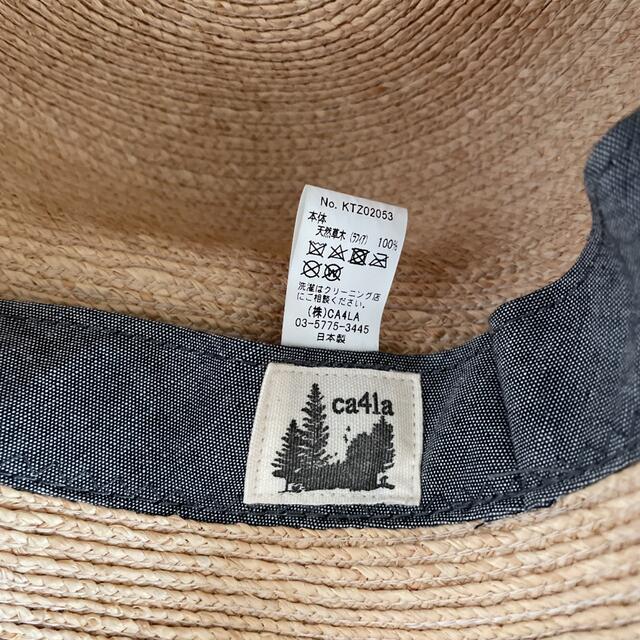 No. KTZ02053
本体
天然草木 (ラフィア) 100%
洗濯はクリーニング店
にご相談ください。
(株)CA4LA
03-5775-3445
日本製
ca4la